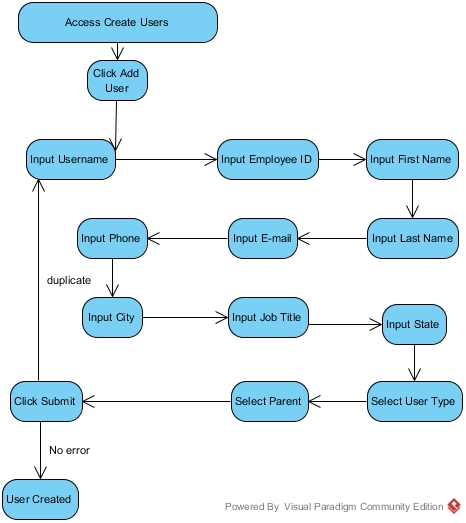 Access Create Users
Click Add
User
Input Username
Input Employee ID
Input First Name
Input Last Name
Input E-mail
Input Phone
duplicate
Input City
Input Job Title
Input State
Select User Type
Select Parent
Click Submit
No error
User Created
Powered By Visual Paradigm Community Edition